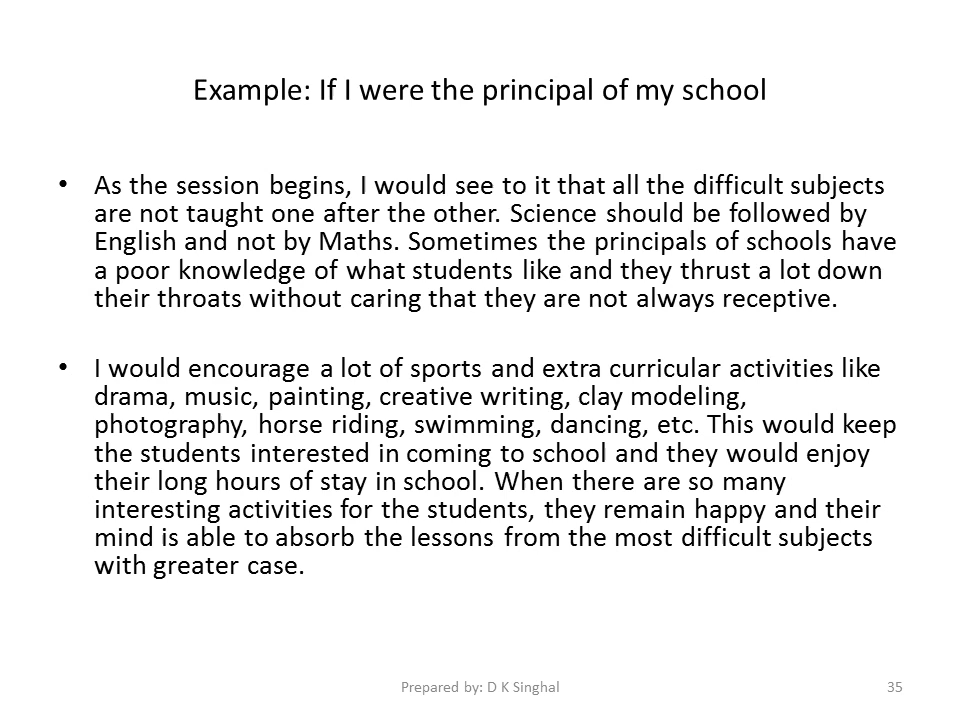 Example: If I were the principal of my school
• As the session begins, I would see to it that all the difficult subjects
are not taught one after the other. Science should be followed by
English and not by Maths. Sometimes the principals of schools have
a poor knowledge of what students like and they thrust a lot down
their throats without caring that they are not always receptive.
• I would encourage a lot of sports and extra curricular activities like
drama, music, painting, creative writing, clay modeling,
photography, horse riding, swimming, dancing, etc. This would keep
the students interested in coming to school and they would enjoy
their long hours of stay in school. When there are so many
interesting activities for the students, they remain happy and their
mind is able to absorb the lessons from the most difficult subjects
with greater case.
Prepared by: D K Singhal
35